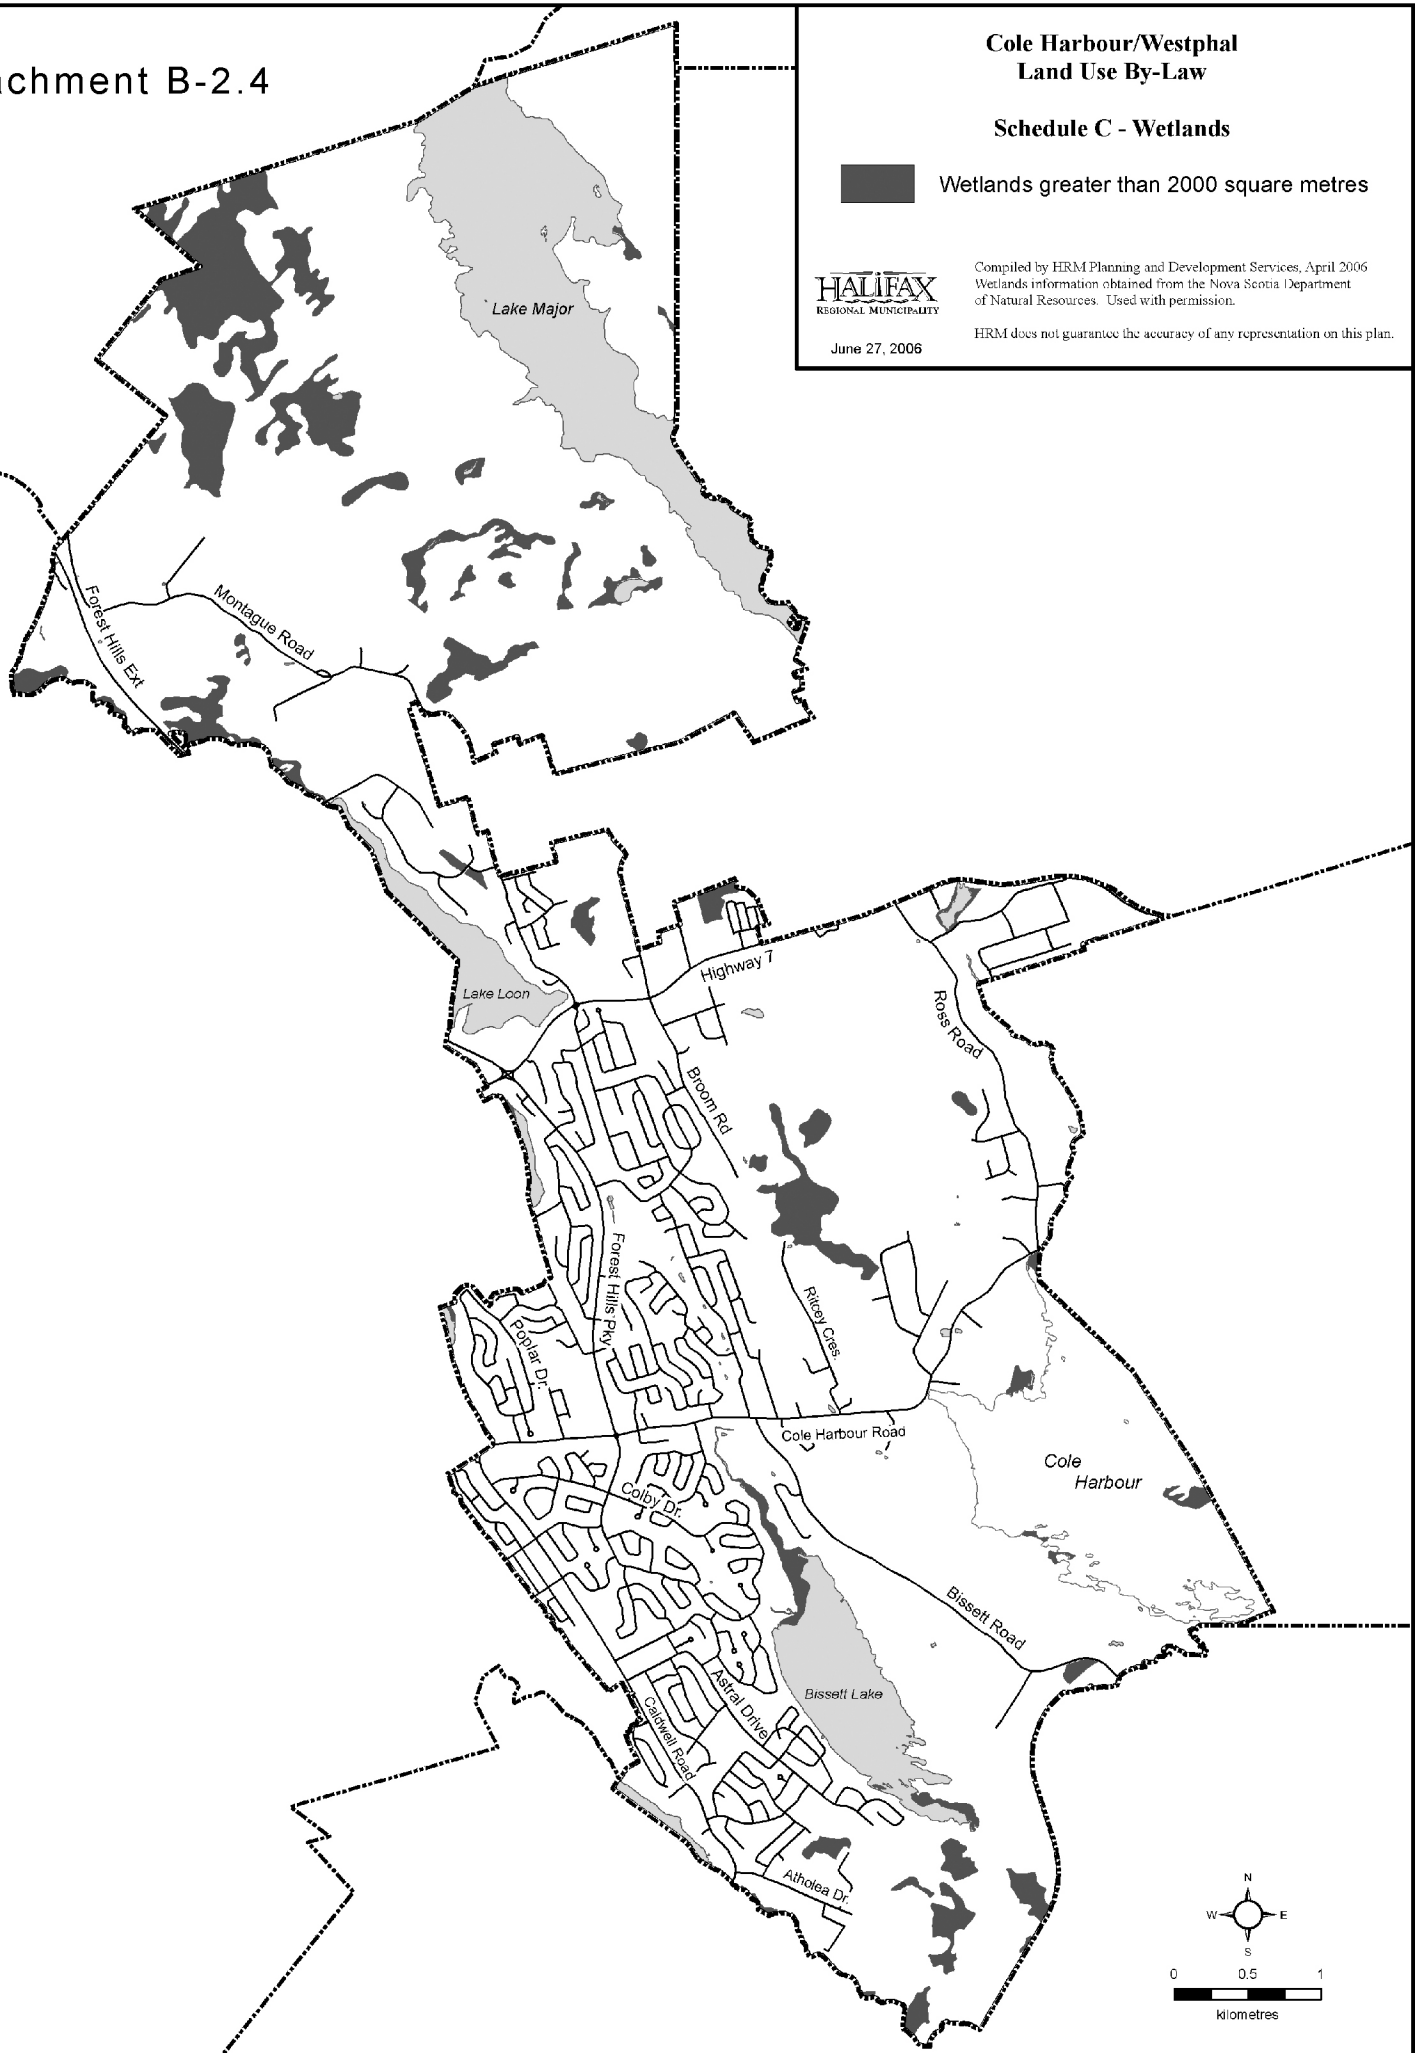 achment B-2.4
Cole Harbour/Westphal
Land Use By-Law
Schedule C - Wetlands
Wetlands greater than 2000 square metres
HALIFAX
REGIONAL MUNICIPALITY
June 27, 2006
Compiled by HRM Planning and Development Services, April 2006
Wetlands information obtained from the Nova Scotia Department
of Natural Resources. Used with permission.
HRM does not guarantee the accuracy of any representation on this plan.
Lake Major
Forest Hills Ext
Montague Road
Lake Loon
Highway 7
Ross Road
Broom Rd
Forest Hills Pky
Poplar Dr.
Ritcey Cres.
Cole Harbour Road
Cole
Harbour
Colby Dr.
Bissett Road
Bissett Lake
Astral Drive
Caldwell Road
Atholea Dr.
N
W
E
S
0
0.5
1
kilometres